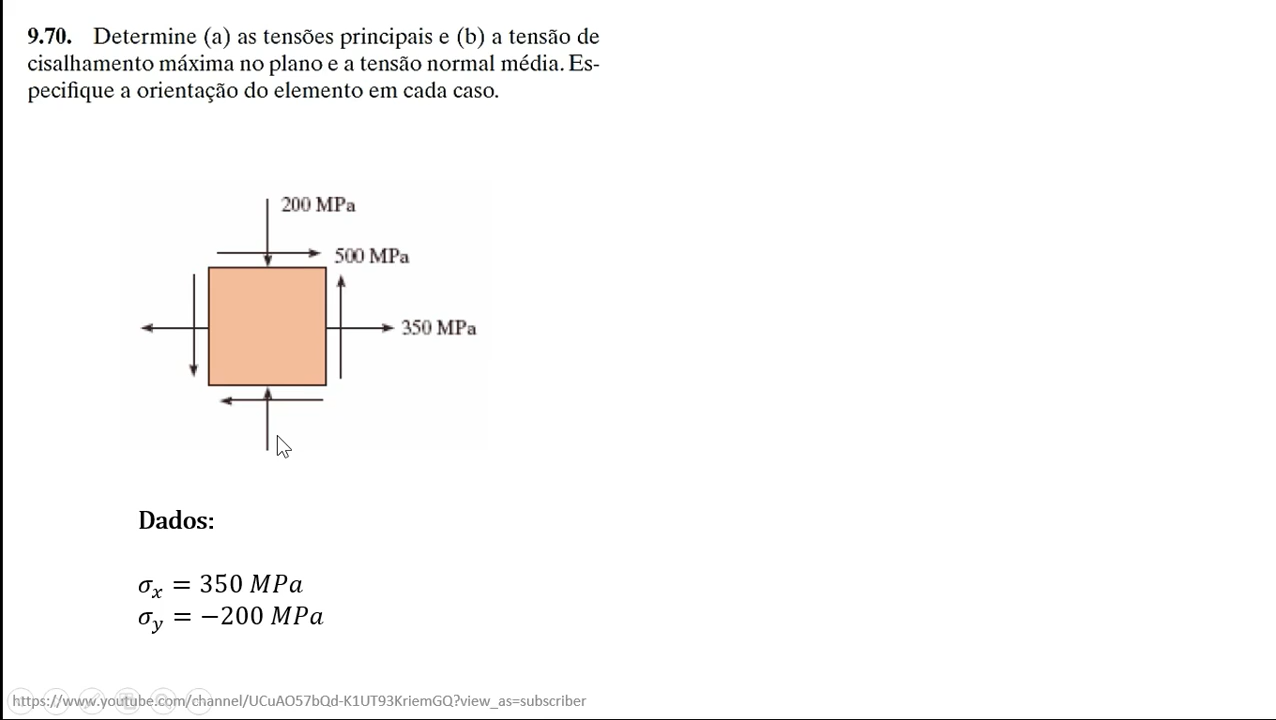 9.70. Determine (a) as tensões principais e (b) a tensão de
cisalhamento máxima no plano e a tensão normal média. Es-
pecifique a orientação do elemento em cada caso.
200 MPa
500 MPa
350 MPa
Dados:
σx = 350 MPa
σy = −200 MPa
https://www.youtube.com/channel/UCuAO57bQd-K1UT93KriemGQ?view_as=subscriber